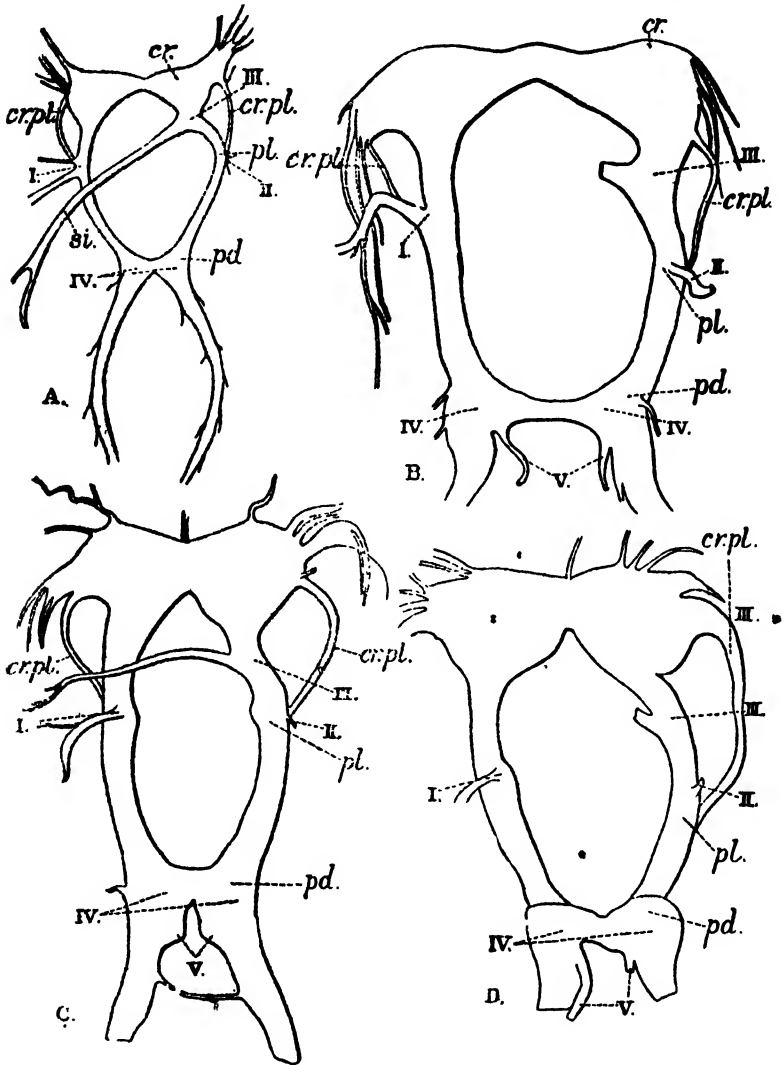 cr.
III.
cr.pl.
cr.pl.
pl.
I.
II.
si.
pd
IV.
A.
cr.
cr.pl.
III.
cr.pl.
I.
II.
pl.
pd.
IV.
IV.
B.
V.
cr.pl.
cr.pl.
III.
I.
II.
pl.
pd.
IV.
V.
C.
cr.pl.
III.
III.
I.
II.
pl.
pd.
IV.
D.
V.